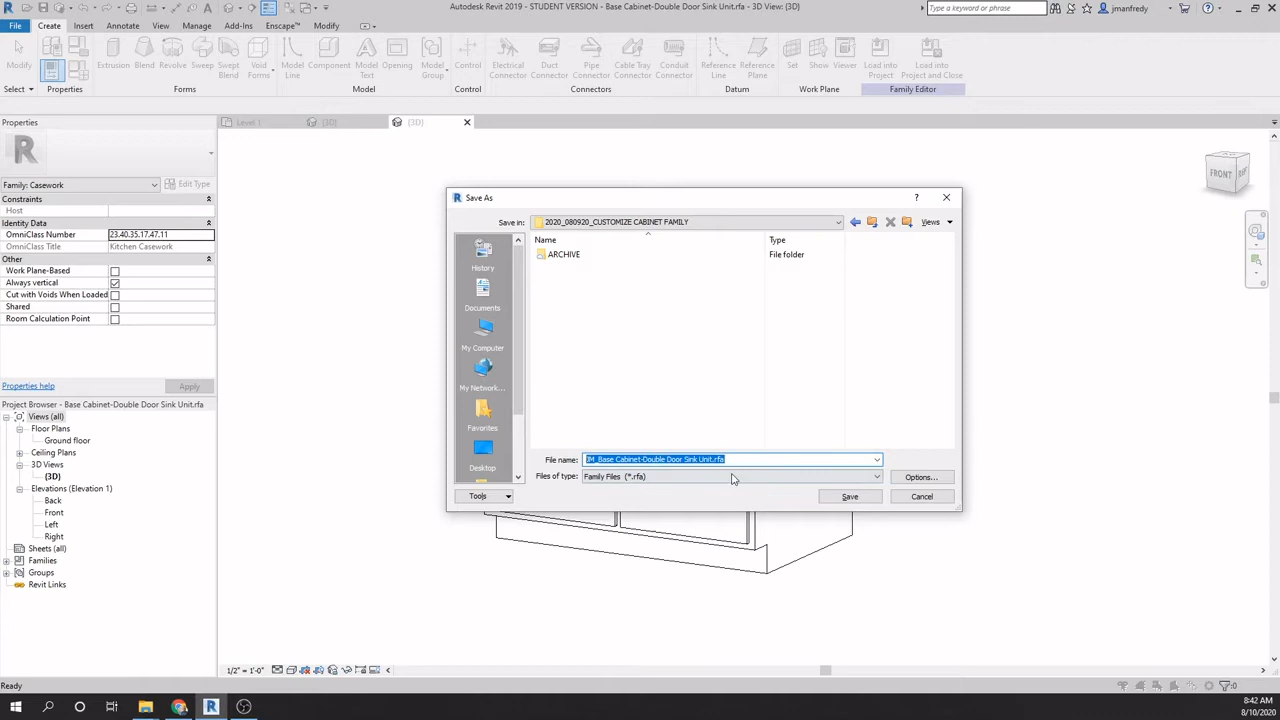 Autodesk Revit 2019 - STUDENT VERSION - Base Cabinet-Double Door Sink Unit.rfa - 3D View: {3D}
Type a keyword or phrase
jmanfredy
File Create Insert Annotate View Manage Add-Ins Escape™ Modify
Modify Extrusion Blend Revolve Sweep Swept Blend Void Forms Model Line Component Model Text Opening Model Group Control Electrical Connector Duct Connector Pipe Connector Cable Tray Connector Conduit Connector Reference Line Reference Plane Set Show Viewer Load into Project Load into Project and Close
Select Properties Forms Model Control Connectors Datum Work Plane Family Editor
Properties
Level 1
{3D}
{3D}
Family: Casework
Edit Type
Constraints
Host
Identity Data
OmniClass Number 23.40.35.17.47.11
OmniClass Title Kitchen Casework
Other
Work Plane-Based
Always vertical
Cut with Voids When Loaded
Shared
Room Calculation Point
Properties help
Apply
Project Browser - Base Cabinet-Double Door Sink Unit.rfa
Views (all)
Floor Plans
Ground floor
Ceiling Plans
3D Views
{3D}
Elevations (Elevation 1)
Back
Front
Left
Right
Sheets (all)
Families
Groups
Revit Links
Save As
Save in: 2020_080920_CUSTOMIZE CABINET FAMILY
Views
Name Type
ARCHIVE File folder
History
Documents
My Computer
My Network...
Favorites
Desktop
File name: JM_Base Cabinet-Double Door Sink Unit.rfa
Files of type: Family Files (*.rfa)
Options...
Tools
Save
Cancel
FRONT
1/2" = 1'-0"
Ready
:0
8:42 AM
8/10/2020